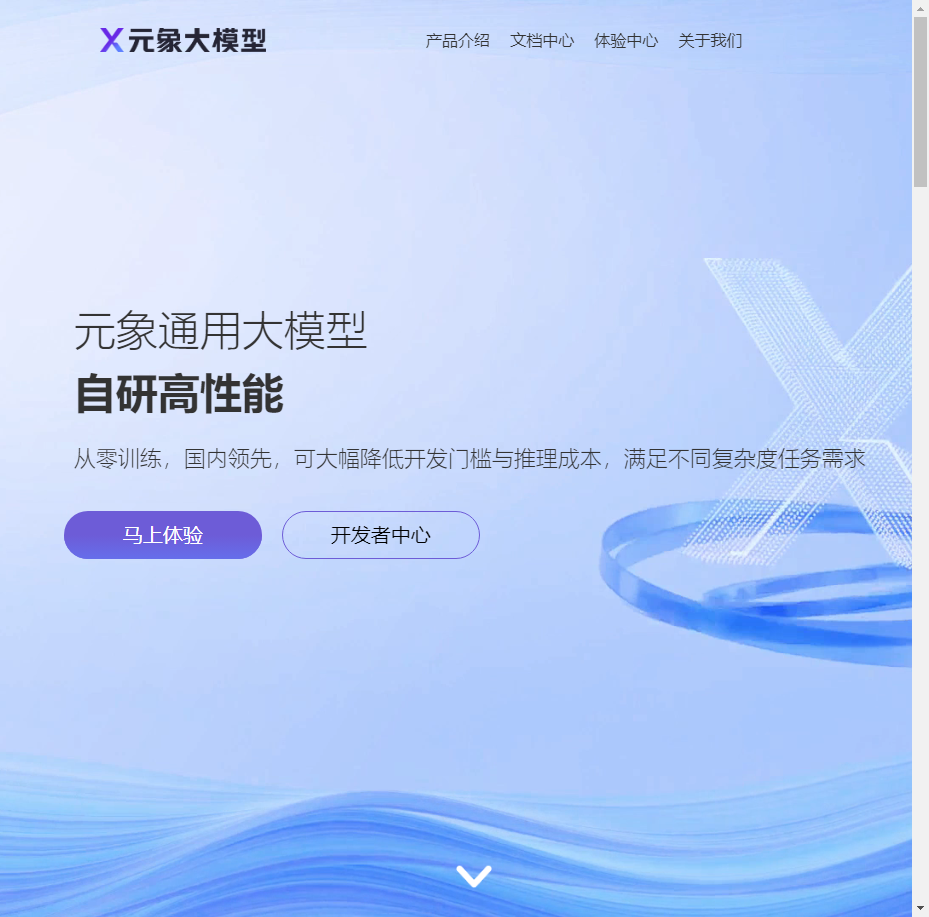 X元象大模型
产品介绍 文档中心 体验中心 关于我们
元象通用大模型
自研高性能
从零训练，国内领先，可大幅降低开发门槛与推理成本，满足不同复杂度任务需求
马上体验 开发者中心